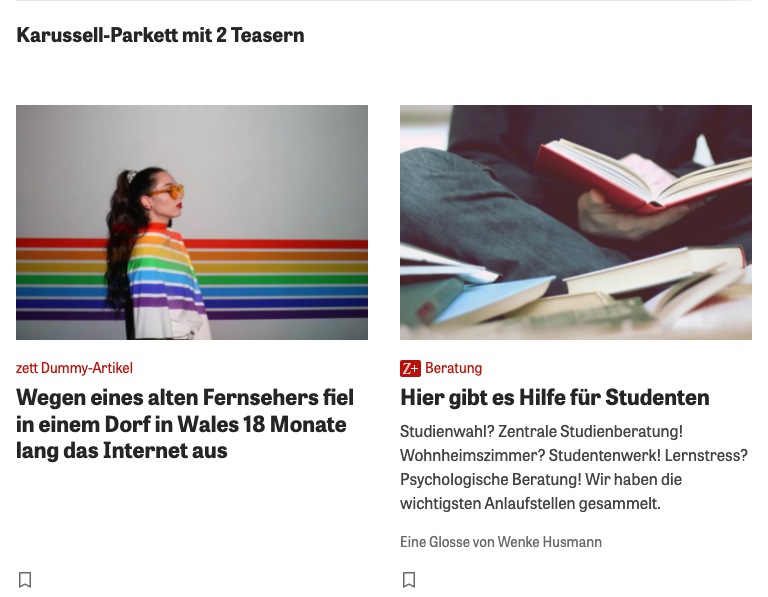 Karussell-Parkett mit 2 Teasern
zett Dummy-Artikel
Wegen eines alten Fernsehers fiel
in einem Dorf in Wales 18 Monate
lang das Internet aus
Z+ Beratung
Hier gibt es Hilfe für Studenten
Studienwahl? Zentrale Studienberatung!
Wohnheimszimmer? Studentenwerk! Lernstress?
Psychologische Beratung! Wir haben die
wichtigsten Anlaufstellen gesammelt.
Eine Glosse von Wenke Husmann